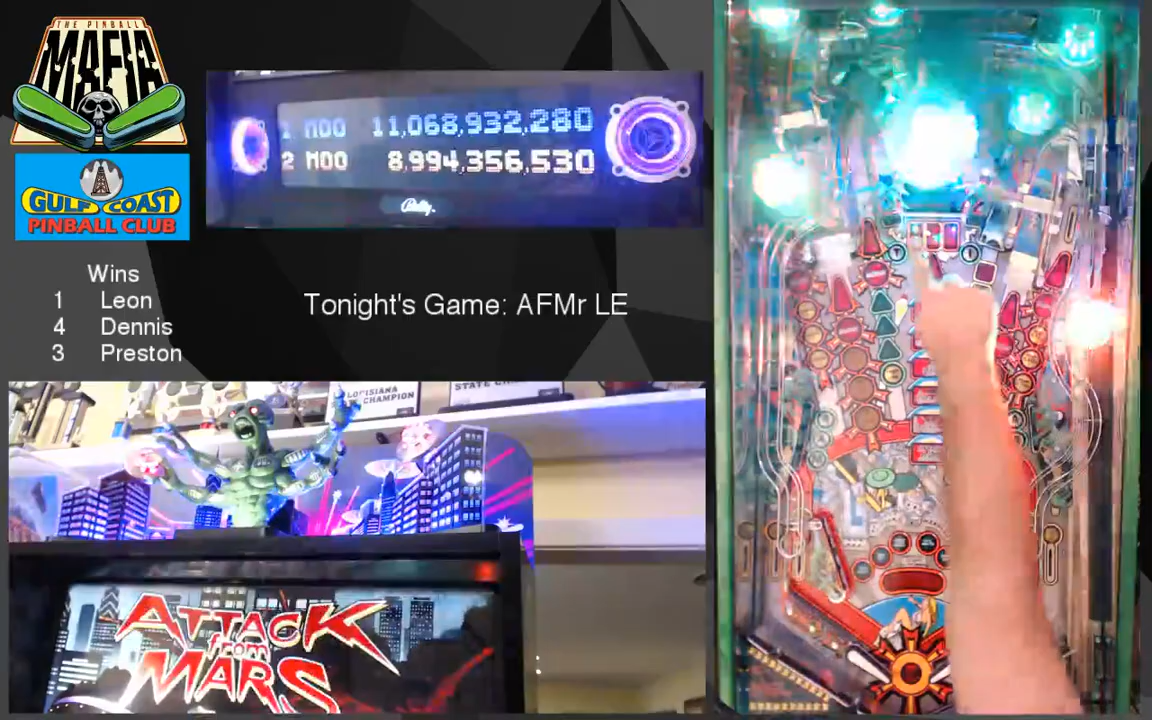 THE PINBALL
MAFIA
GULF COAST
PINBALL CLUB
1 MOO 11,068,932,280
2 MOO 8,994,356,530
Bally.
Wins
1 Leon
4 Dennis
3 Preston
Tonight's Game: AFMr LE
LOUISIANA
CHAMPION
STATE
ATTACK
from
MARS